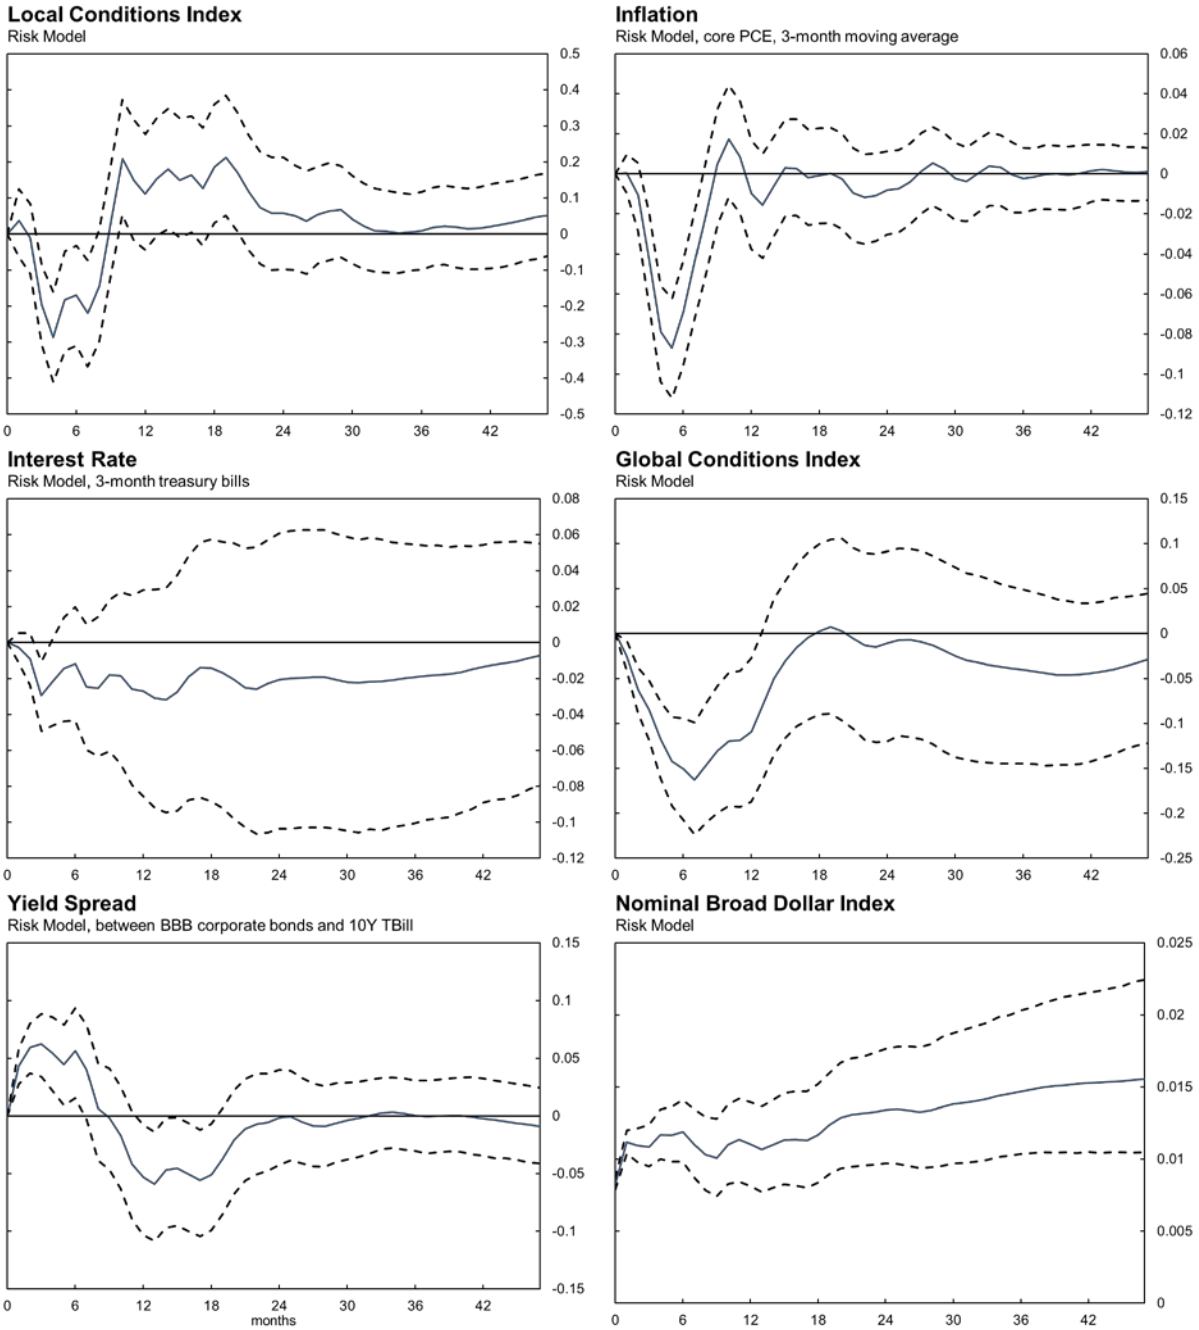 Local Conditions Index
Risk Model
0.5
0.4
0.3
0.2
0.1
0
-0.1
-0.2
-0.3
-0.4
-0.5
0 6 12 18 24 30 36 42
Inflation
Risk Model, core PCE, 3-month moving average
0.06
0.04
0.02
0
-0.02
-0.04
-0.06
-0.08
-0.1
-0.12
0 6 12 18 24 30 36 42
Interest Rate
Risk Model, 3-month treasury bills
0.08
0.06
0.04
0.02
0
-0.02
-0.04
-0.06
-0.08
-0.1
-0.12
0 6 12 18 24 30 36 42
Global Conditions Index
Risk Model
0.15
0.1
0.05
0
-0.05
-0.1
-0.15
-0.2
-0.25
0 6 12 18 24 30 36 42
Yield Spread
Risk Model, between BBB corporate bonds and 10Y TBill
0.15
0.1
0.05
0
-0.05
-0.1
-0.15
0 6 12 18 24 30 36 42
months
Nominal Broad Dollar Index
Risk Model
0.025
0.02
0.015
0.01
0.005
0
0 6 12 18 24 30 36 42